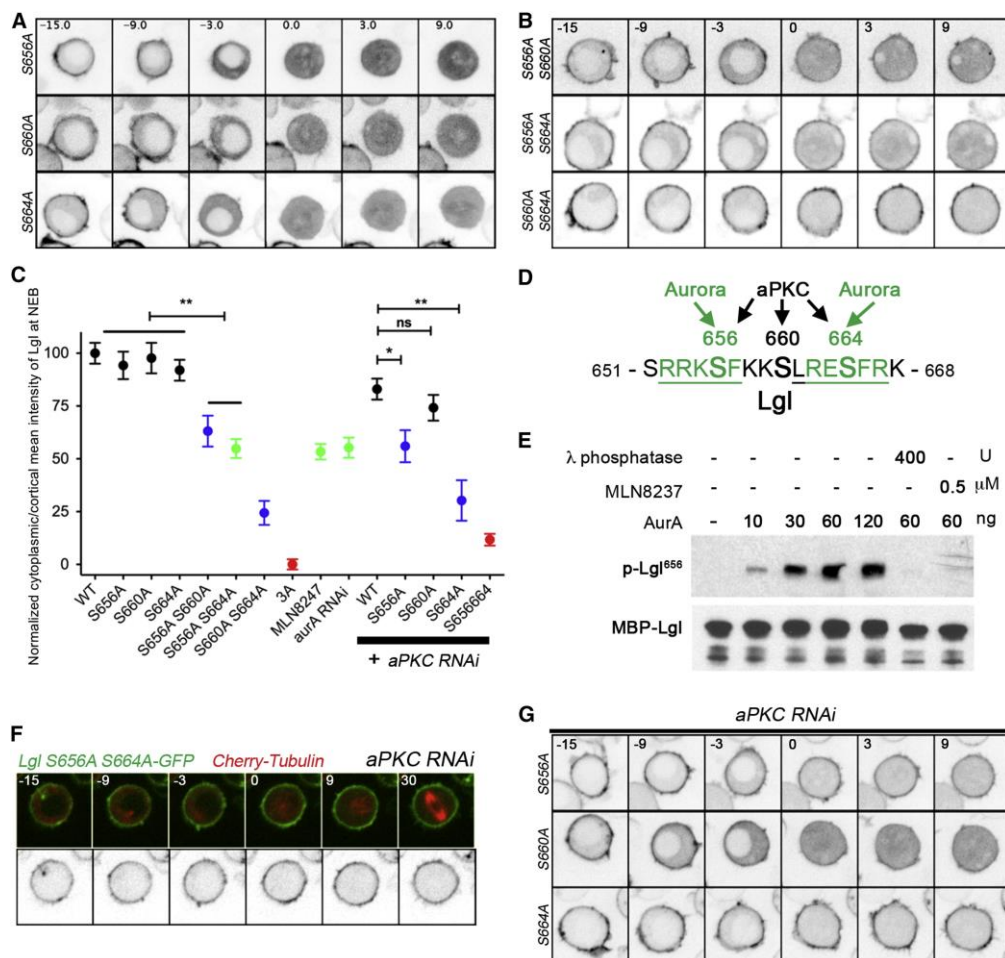 A
-15.0 -9.0 -3.0 0.0 3.0 9.0
S656A
S660A
S664A
B
-15 -9 -3 0 3 9
S656A
S660A
S656A
S664A
S660A
S664A
C
Normalized cytoplasmic/cortical mean intensity of Lgl at NEB
100
75
50
25
0
**
**
ns
*
WT
S656A
S660A
S664A
S656A S660A
S656A S664A
S660A S664A
3A
MLN8247
aurA RNAi
WT
S656A
S660A
S664A
S656664
+ aPKC RNAi
D
Aurora aPKC Aurora
656 660 664
651 - SRRKSFKKSLRESFRK - 668
Lgl
E
λ phosphatase - - - - - 400 - U
MLN8237 - - - - - - 0.5 μM
AurA - 10 30 60 120 60 60 ng
p-Lgl656
MBP-Lgl
F
Lgl S656A S664A-GFP Cherry-Tubulin aPKC RNAi
-15 -9 -3 0 9 30
G
aPKC RNAi
-15 -9 -3 0 3 9
S656A
S660A
S664A